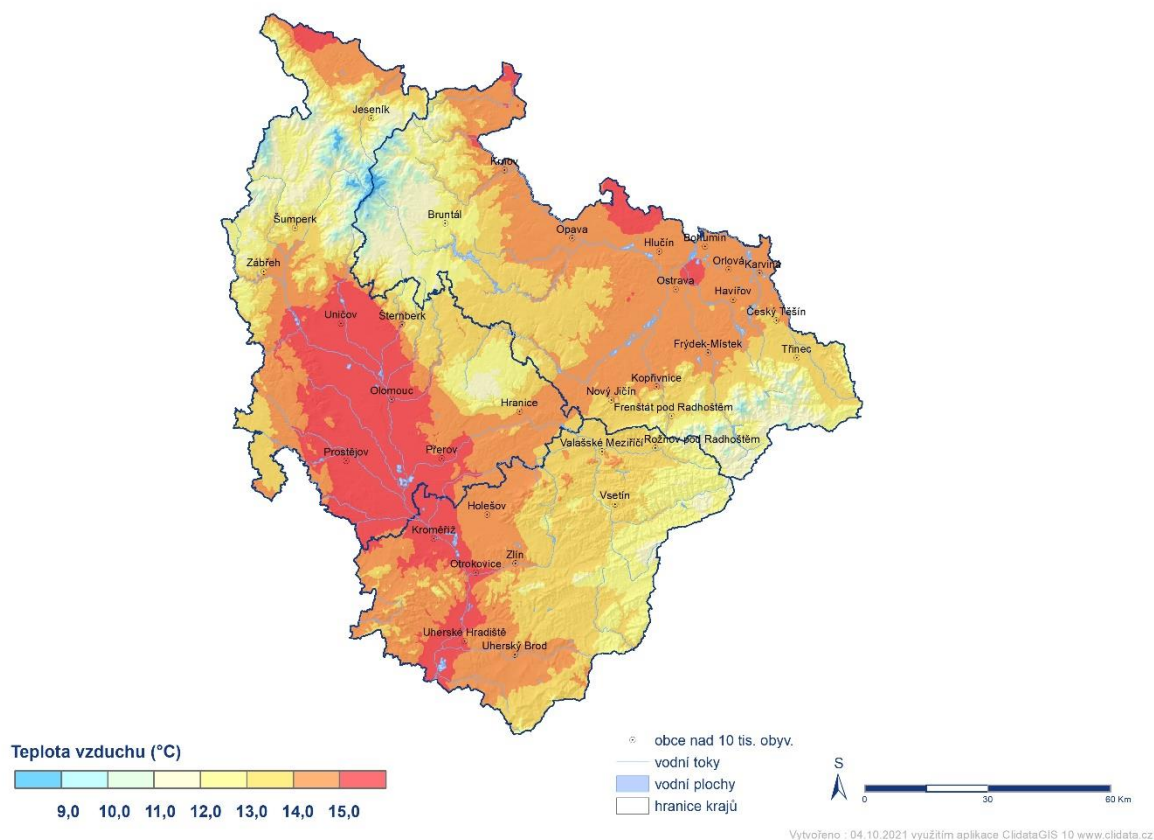 Jeseník
Krnov
Šumperk
Bruntál
Opava
Hlučín
Bohumín
Zábřeh
Orlová
Karviná
Ostrava
Havířov
Uničov
Šternberk
Český Těšín
Frýdek-Místek
Třinec
Kopřivnice
Olomouc
Nový Jičín
Hranice
Frenštát pod Radhoštěm
Valašské Meziříčí
Rožnov pod Radhoštěm
Prostějov
Přerov
Vsetín
Holešov
Kroměříž
Zlín
Otrokovice
Uherské Hradiště
Uherský Brod
Teplota vzduchu (°C)
9,0 10,0 11,0 12,0 13,0 14,0 15,0
obce nad 10 tis. obyv.
vodní toky
vodní plochy
hranice krajů
S
0 30 60 Km
Vytvořeno : 04.10.2021 využitím aplikace ClidataGIS 10 www.clidata.cz